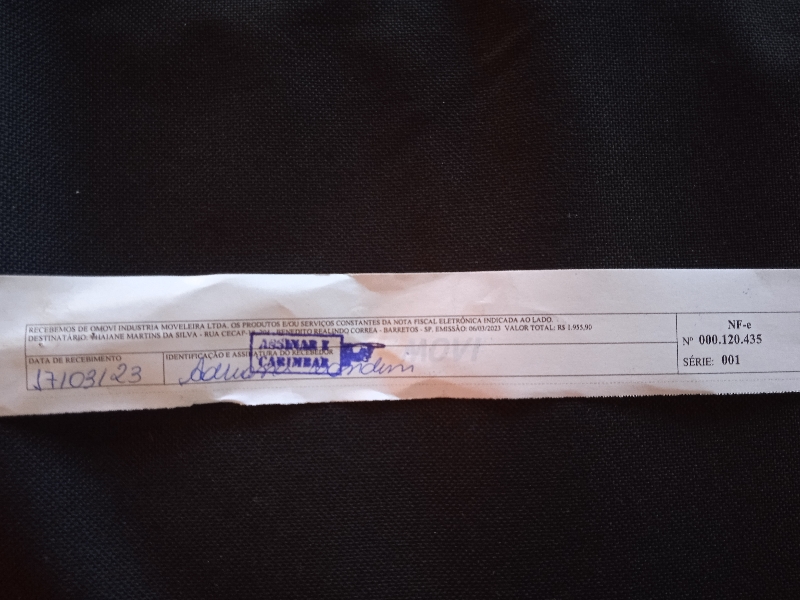 RECEBEMOS DE OMOVI INDUSTRIA MOVELEIRA LTDA. OS PRODUTOS E/OU SERVIÇOS CONSTANTES DA NOTA FISCAL ELETRÔNICA INDICADA AO LADO.
DESTINATÁRIO: THAIANE MARTINS DA SILVA - RUA CECAP - BENEDITO REALINDO CORREA - BARRETOS - SP. EMISSÃO: 06/03/2023 VALOR TOTAL: R$ 1.955,90
DATA DE RECEBIMENTO
17/03/23
IDENTIFICAÇÃO E ASSINATURA DO RECEBEDOR
ASSINAR E
CARIMBAR
NF-e
Nº 000.120.435
SÉRIE: 001